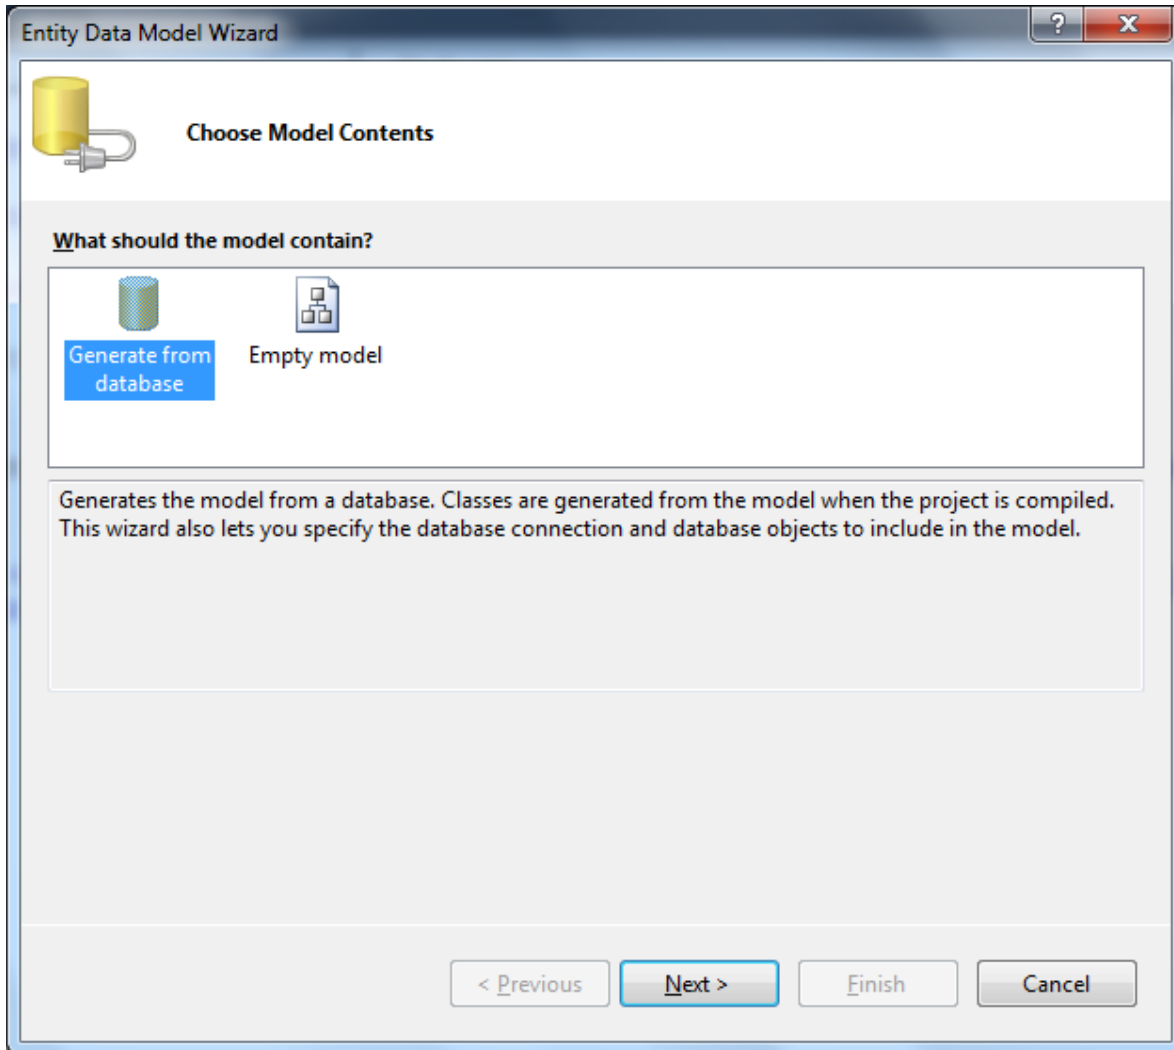 Entity Data Model Wizard
?
X
Choose Model Contents
What should the model contain?
Generate from
database
Empty model
Generates the model from a database. Classes are generated from the model when the project is compiled.
This wizard also lets you specify the database connection and database objects to include in the model.
< Previous
Next >
Finish
Cancel